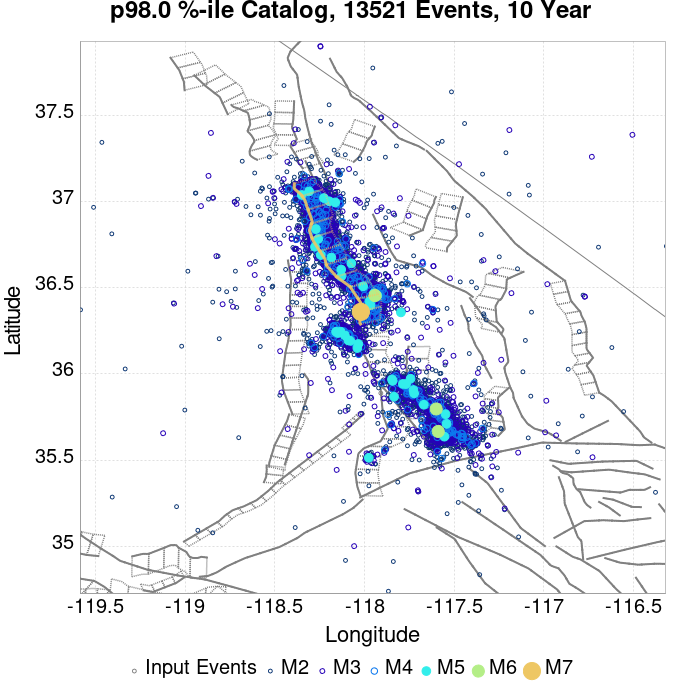 p98.0 %-ile Catalog, 13521 Events, 10 Year
37.5
37
36.5
36
35.5
35
Latitude
-119.5 -119 -118.5 -118 -117.5 -117 -116.5
Longitude
Input Events M2 M3 M4 M5 M6 M7